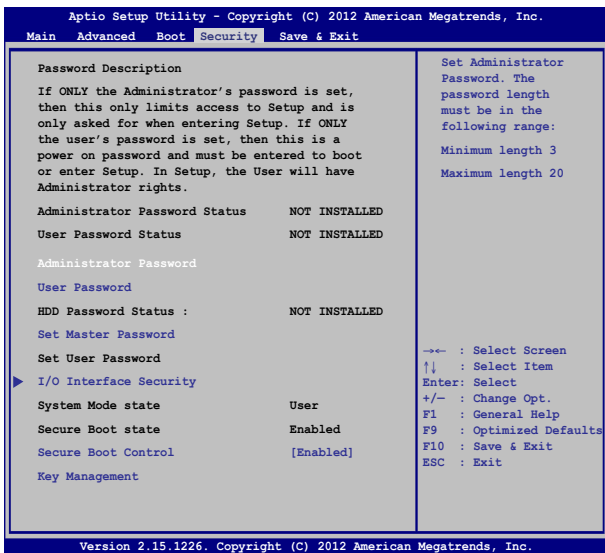 Aptio Setup Utility - Copyright (C) 2012 American Megatrends, Inc.
Main Advanced Boot Security Save & Exit
Password Description
If ONLY the Administrator's password is set,
then this only limits access to Setup and is
only asked for when entering Setup. If ONLY
the user's password is set, then this is a
power on password and must be entered to boot
or enter Setup. In Setup, the User will have
Administrator rights.
Administrator Password Status NOT INSTALLED
User Password Status NOT INSTALLED
Administrator Password
User Password
HDD Password Status : NOT INSTALLED
Set Master Password
Set User Password
I/O Interface Security
System Mode state User
Secure Boot state Enabled
Secure Boot Control [Enabled]
Key Management
Set Administrator
Password. The
password length
must be in the
following range:
Minimum length 3
Maximum length 20
→← : Select Screen
↑↓ : Select Item
Enter: Select
+/— : Change Opt.
F1 : General Help
F9 : Optimized Defaults
F10 : Save & Exit
ESC : Exit
Version 2.15.1226. Copyright (C) 2012 American Megatrends, Inc.